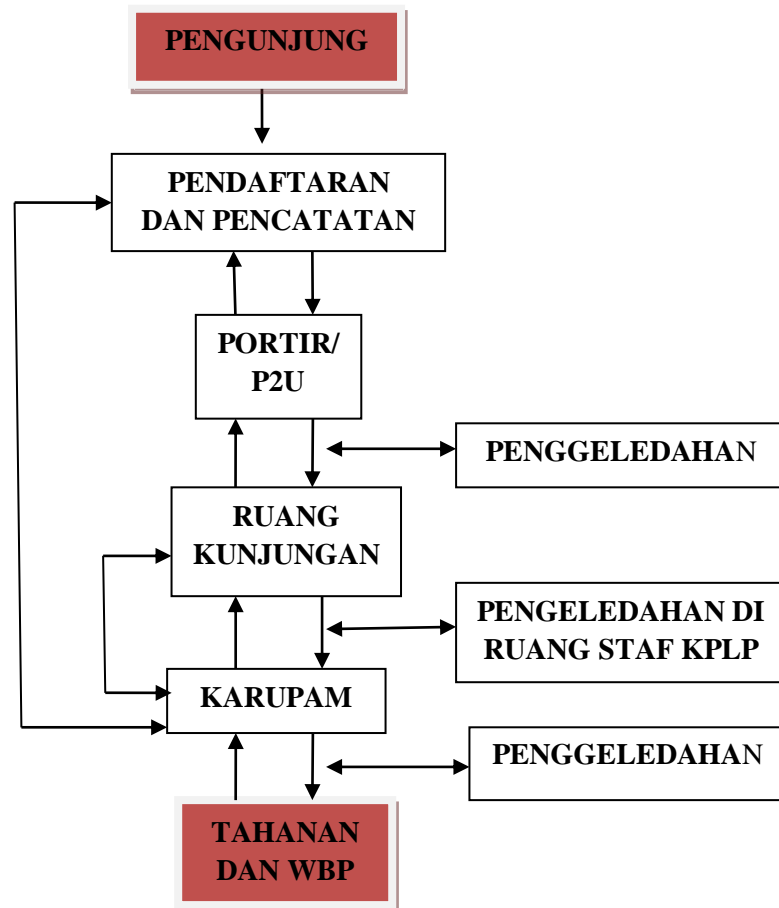 PENGUNJUNG
PENDAFTARAN
DAN PENCATATAN
PORTIR/
P2U
PENGGELEDAHAN
RUANG
KUNJUNGAN
PENGELEDAHAN DI
RUANG STAF KPLP
KARUPAM
PENGGELEDAHAN
TAHANAN
DAN WBP